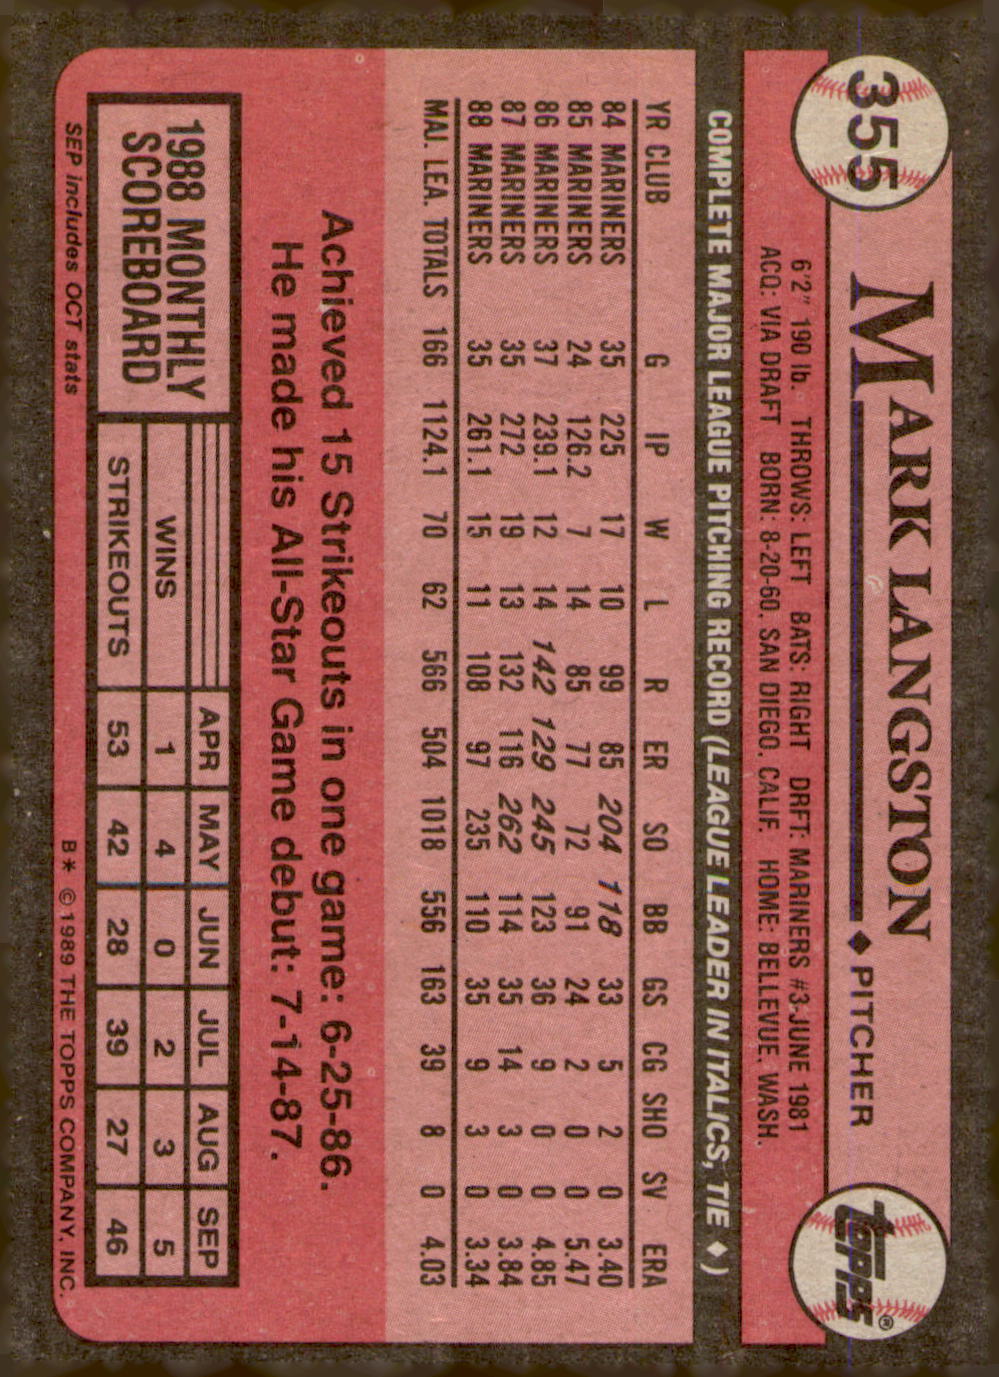 355
MARK LANGSTON ◆ PITCHER
TOPPS®
6'2" 190 lb. THROWS: LEFT BATS: RIGHT DRFT: MARINERS #3-JUNE 1981
ACQ: VIA DRAFT BORN: 8-20-60, SAN DIEGO, CALIF. HOME: BELLEVUE, WASH.
COMPLETE MAJOR LEAGUE PITCHING RECORD (LEAGUE LEADER IN ITALICS, TIE ◆)
YR CLUB G IP W L R ER SO BB GS CG SHO SV ERA
84 MARINERS 35 225 17 10 99 85 204 118 33 5 2 0 3.40
85 MARINERS 24 126.2 7 14 85 77 72 91 24 2 0 0 5.47
86 MARINERS 37 239.1 12 14 142 129 245 123 36 9 0 0 4.85
87 MARINERS 35 272 19 13 132 116 262 114 35 14 3 0 3.84
88 MARINERS 35 261.1 15 11 108 97 235 110 35 9 3 0 3.34
MAJ. LEA. TOTALS 166 1124.1 70 62 566 504 1018 556 163 39 8 0 4.03
Achieved 15 Strikeouts in one game: 6-25-86.
He made his All-Star Game debut: 7-14-87.
1988 MONTHLY
SCOREBOARD
APR MAY JUN JUL AUG SEP
WINS 1 4 0 2 3 5
STRIKEOUTS 53 42 28 39 27 46
SEP includes OCT stats
B* ©1989 THE TOPPS COMPANY, INC.